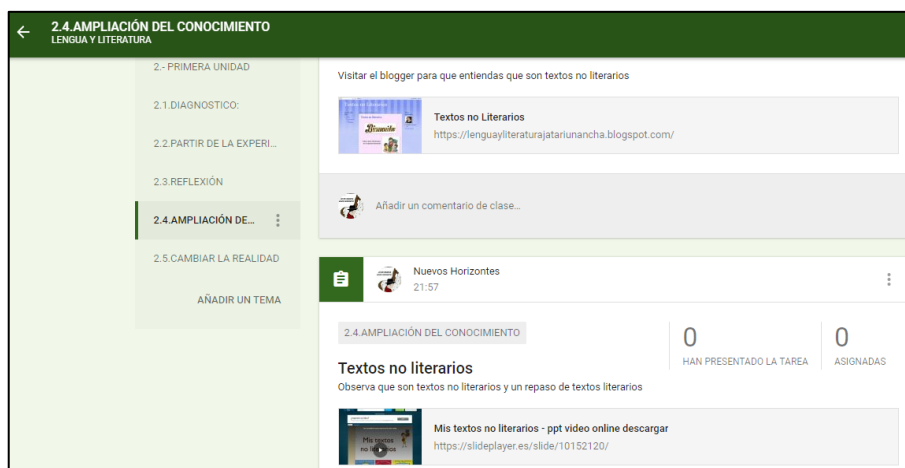 2.4.AMPLIACIÓN DEL CONOCIMIENTO
LENGUA Y LITERATURA
2.- PRIMERA UNIDAD
2.1.DIAGNOSTICO:
2.2.PARTIR DE LA EXPERI...
2.3.REFLEXIÓN
2.4.AMPLIACIÓN DE...
2.5.CAMBIAR LA REALIDAD
AÑADIR UN TEMA
Visitar el blogger para que entiendas que son textos no literarios
Textos no Literarios
https://lenguayliteraturajatariunancha.blogspot.com/
Añadir un comentario de clase...
Nuevos Horizontes
21:57
2.4.AMPLIACIÓN DEL CONOCIMIENTO
0
HAN PRESENTADO LA TAREA
0
ASIGNADAS
Textos no literarios
Observa que son textos no literarios y un repaso de textos literarios
Mis textos no literarios - ppt video online descargar
https://slideplayer.es/slide/10152120/